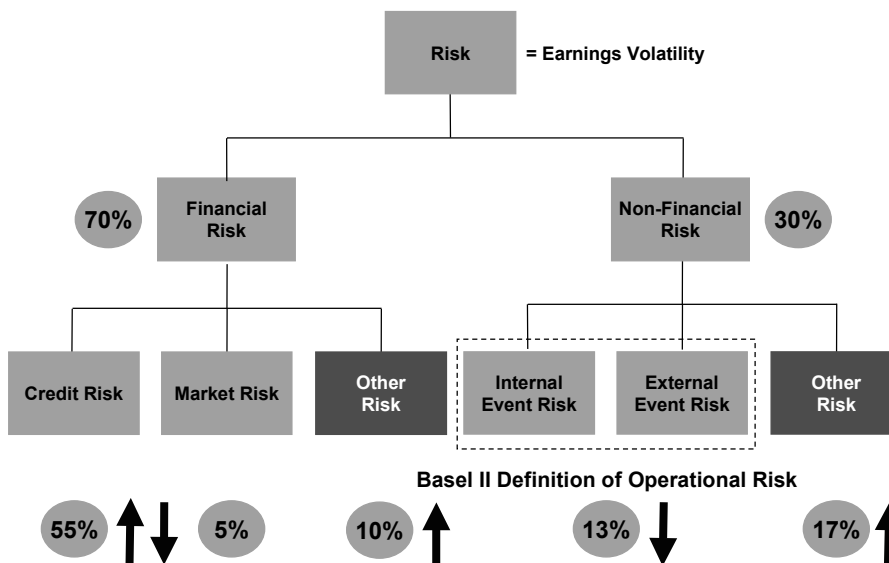 Risk
= Earnings Volatility
70%
Financial
Risk
Non-Financial
Risk
30%
Credit Risk
Market Risk
Other
Risk
Internal
Event Risk
External
Event Risk
Other
Risk
Basel II Definition of Operational Risk
55%
5%
10%
13%
17%